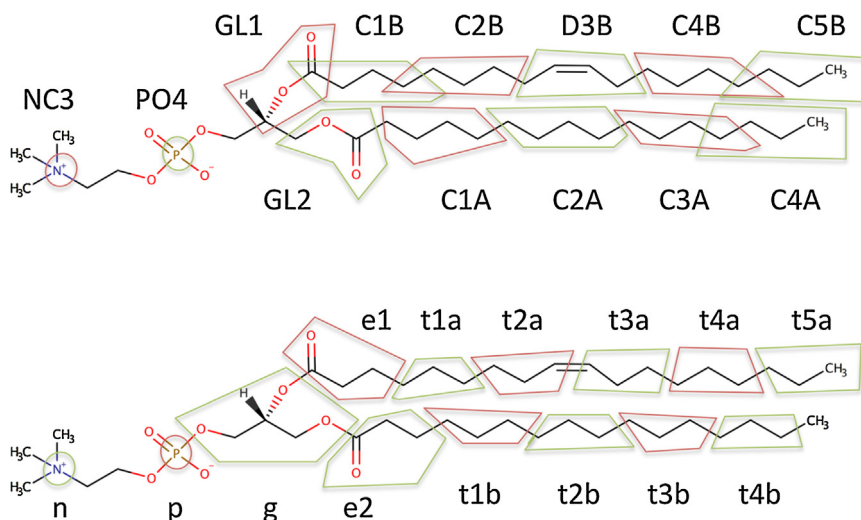 GL1 C1B C2B D3B C4B C5B
NC3 PO4
O
CH₃
O
H
O
CH₃ O O O CH₃
H₃C P
N⁺ O O⁻ O
H₃C
GL2 C1A C2A C3A C4A
e1 t1a t2a t3a t4a t5a
O
CH₃
O
H
O
CH₃ O O O CH₃
H₃C P
N⁺ O O⁻ O
H₃C
n p g e2 t1b t2b t3b t4b